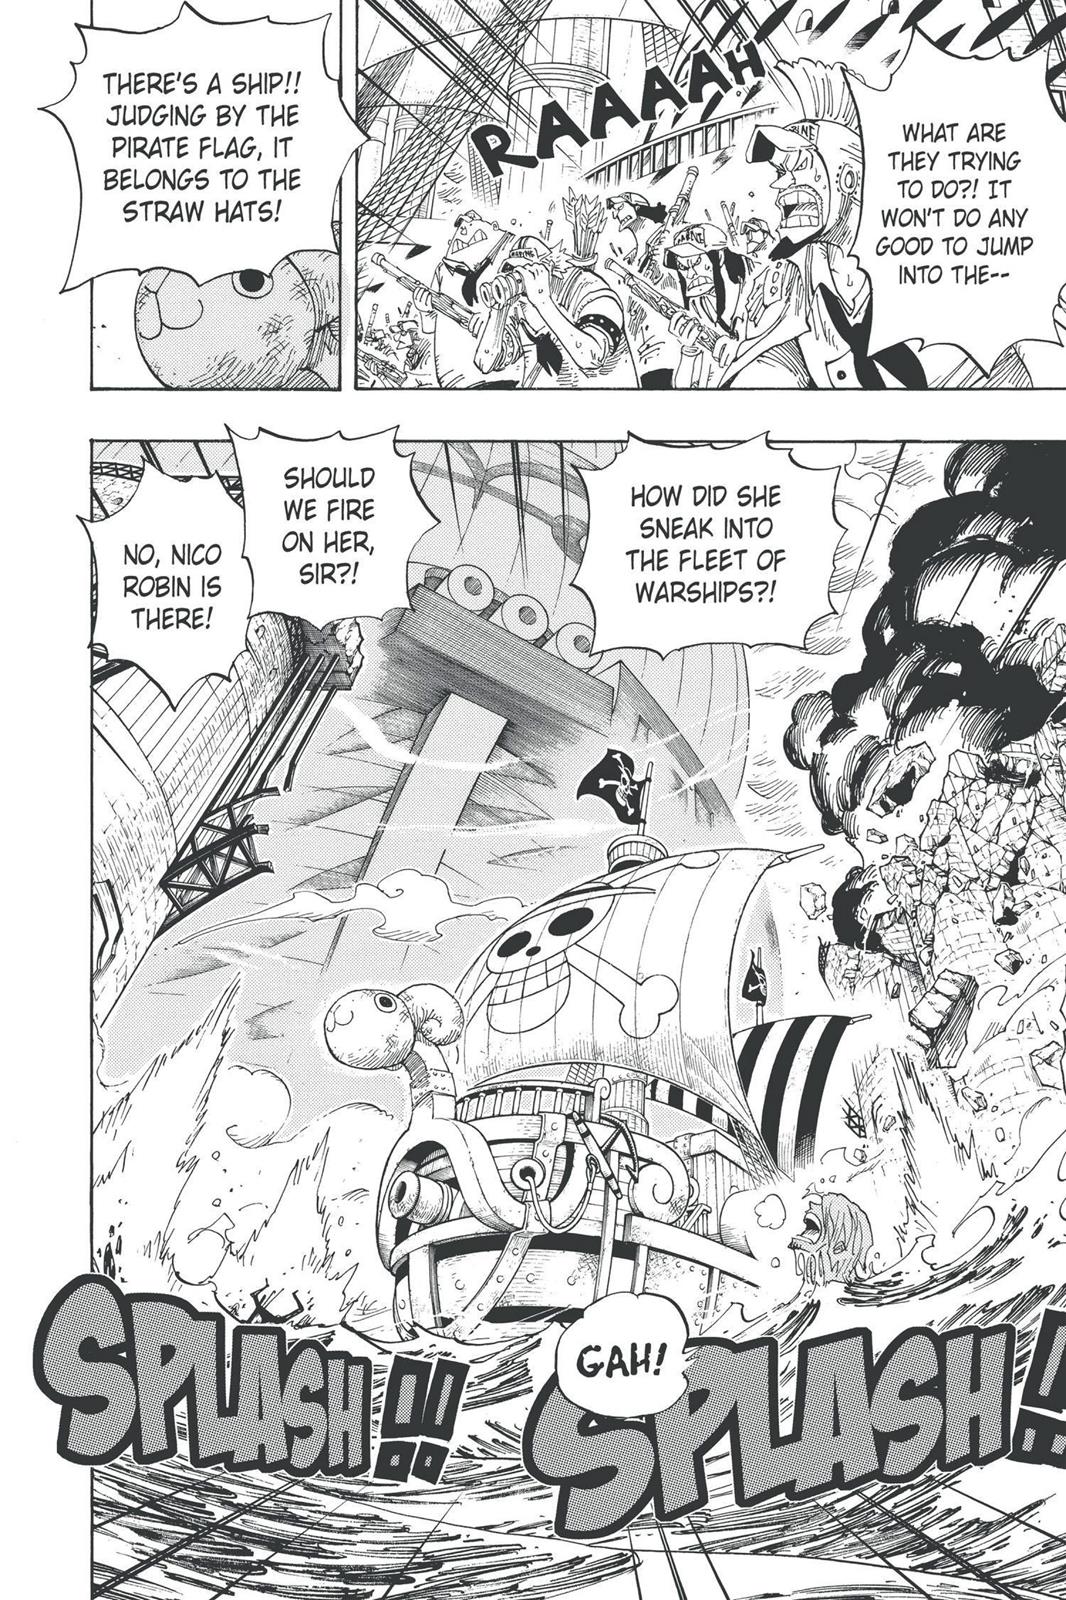 WHAT ARE
THEY TRYING
TO DO?! IT
WON'T DO ANY
GOOD TO JUMP
INTO THE--
RAAAAAH
MARINE
THERE'S A SHIP!!
JUDGING BY THE
PIRATE FLAG, IT
BELONGS TO THE
STRAW HATS!
HOW DID SHE
SNEAK INTO
THE FLEET OF
WARSHIPS?!
SHOULD
WE FIRE
ON HER,
SIR?!
NO, NICO
ROBIN IS
THERE!
GAH!
SPLASH!!
SPLASH!!